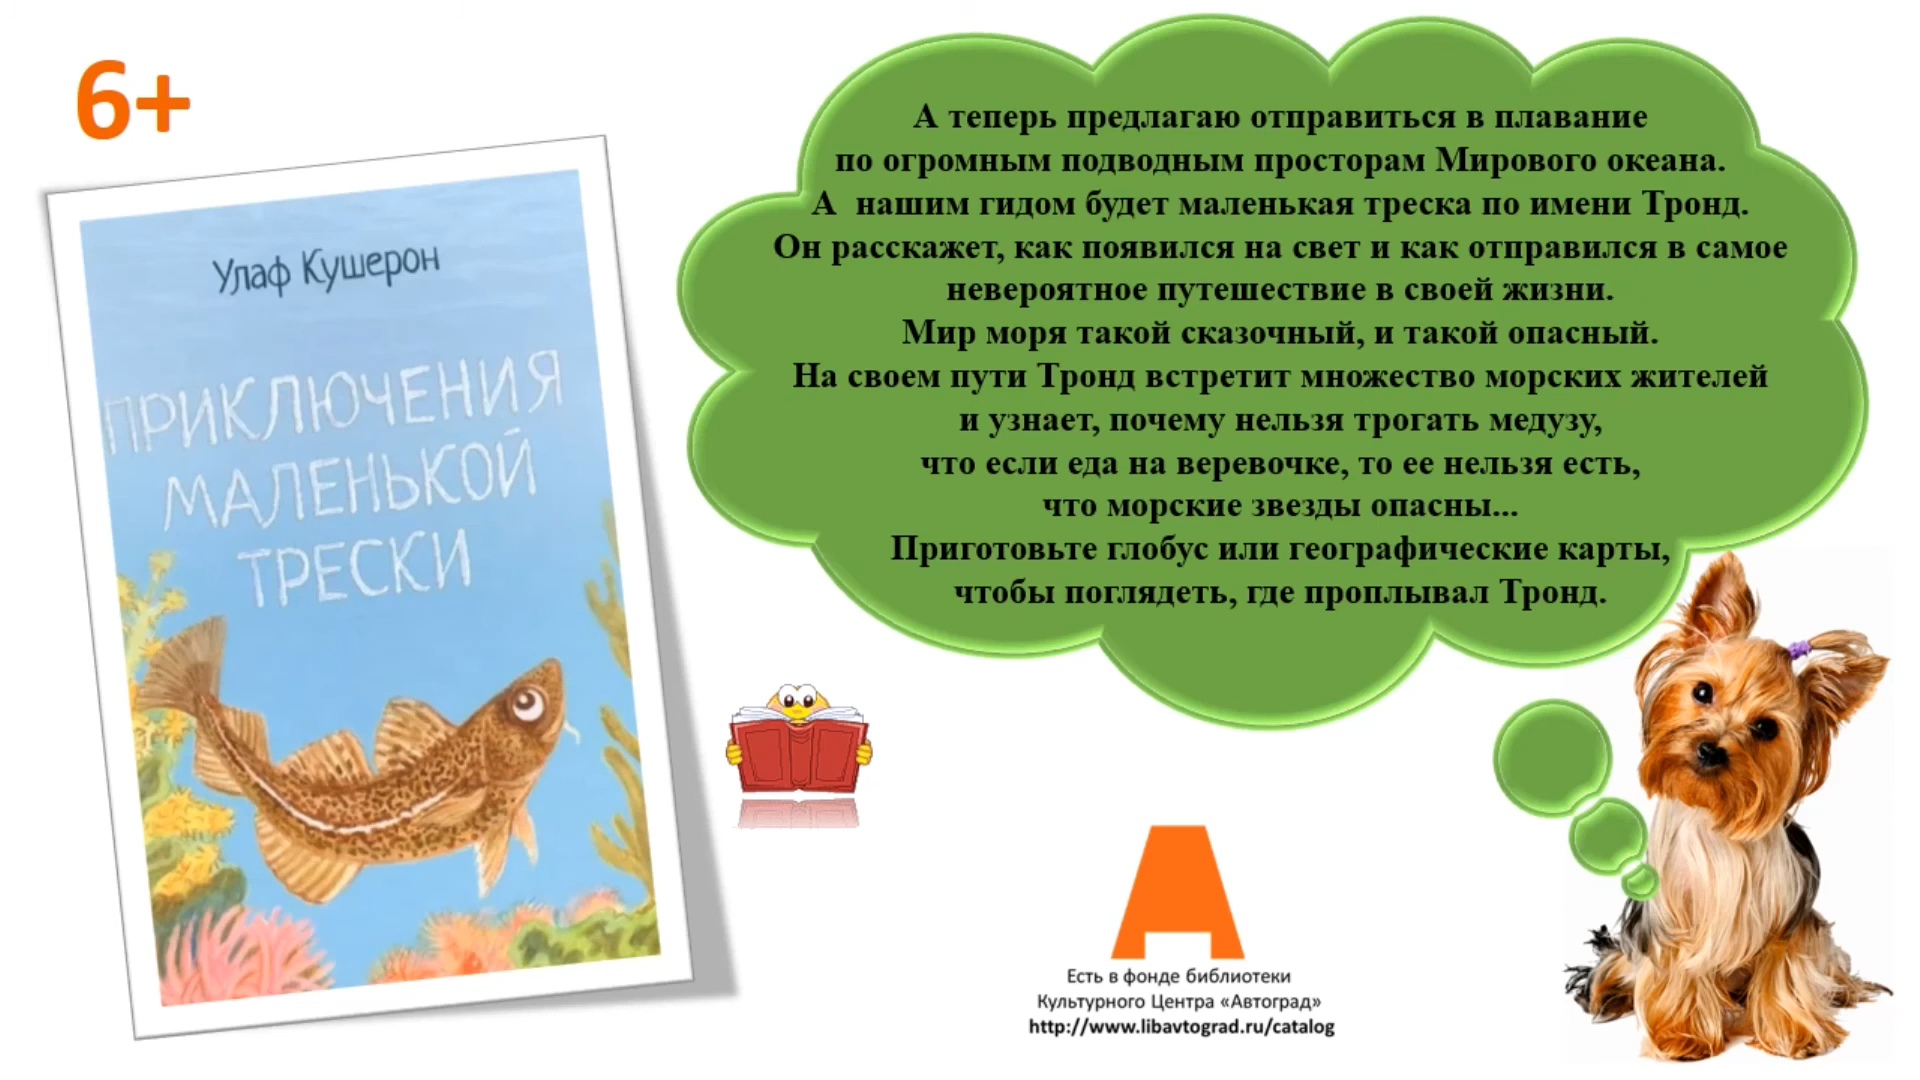 6+
Улаф Кушерон
ПРИКЛЮЧЕНИЯ
МАЛЕНЬКОЙ
ТРЕСКИ
А теперь предлагаю отправиться в плавание
по огромным подводным просторам Мирового океана.
А нашим гидом будет маленькая треска по имени Тронд.
Он расскажет, как появился на свет и как отправился в самое
невероятное путешествие в своей жизни.
Мир моря такой сказочный, и такой опасный.
На своем пути Тронд встретит множество морских жителей
и узнает, почему нельзя трогать медузу,
что если еда на веревочке, то ее нельзя есть,
что морские звезды опасны...
Приготовьте глобус или географические карты,
чтобы поглядеть, где проплывал Тронд.
А
Есть в фонде библиотеки
Культурного Центра «Автоград»
http://www.libavtograd.ru/catalog